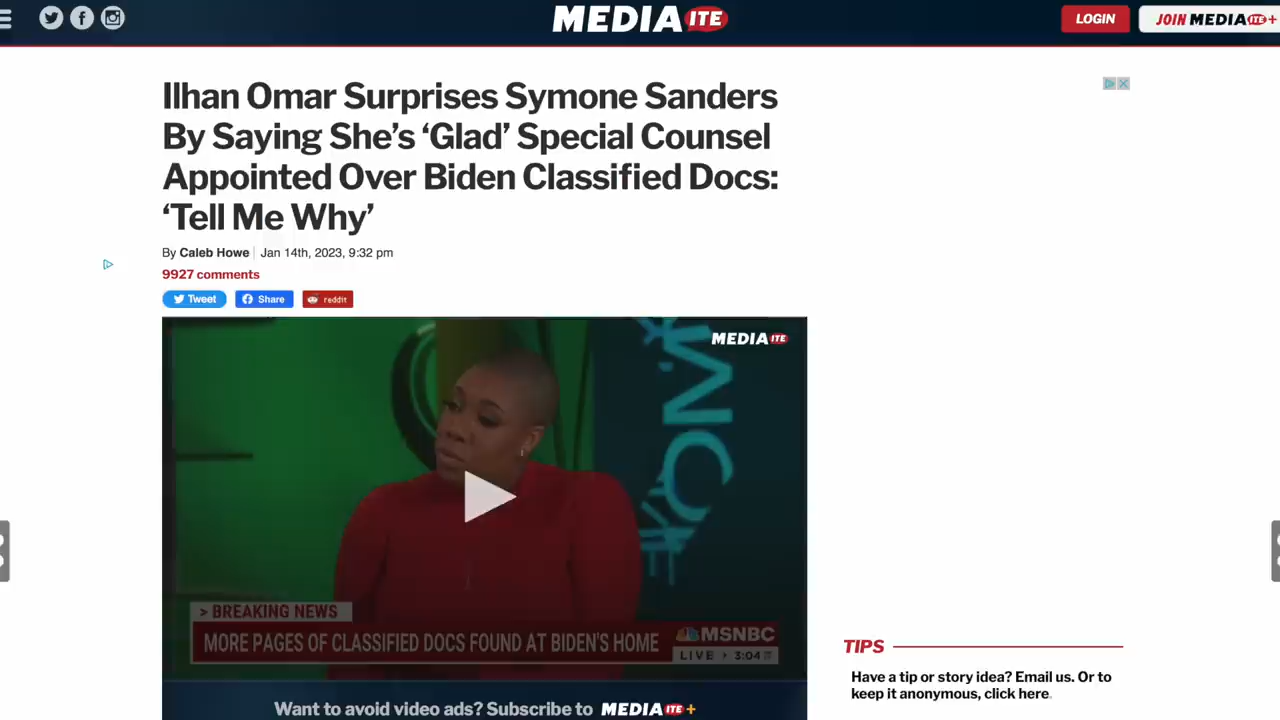 MEDIAITE
LOGIN
JOIN MEDIAITE+
Ilhan Omar Surprises Symone Sanders
By Saying She's ‘Glad’ Special Counsel
Appointed Over Biden Classified Docs:
‘Tell Me Why’
By Caleb Howe Jan 14th, 2023, 9:32 pm
9927 comments
Tweet
Share
reddit
MEDIAITE
> BREAKING NEWS
MORE PAGES OF CLASSIFIED DOCS FOUND AT BIDEN'S HOME
MSNBC
LIVE 3:04
Want to avoid video ads? Subscribe to MEDIAITE+
TIPS
Have a tip or story idea? Email us. Or to
keep it anonymous, click here.